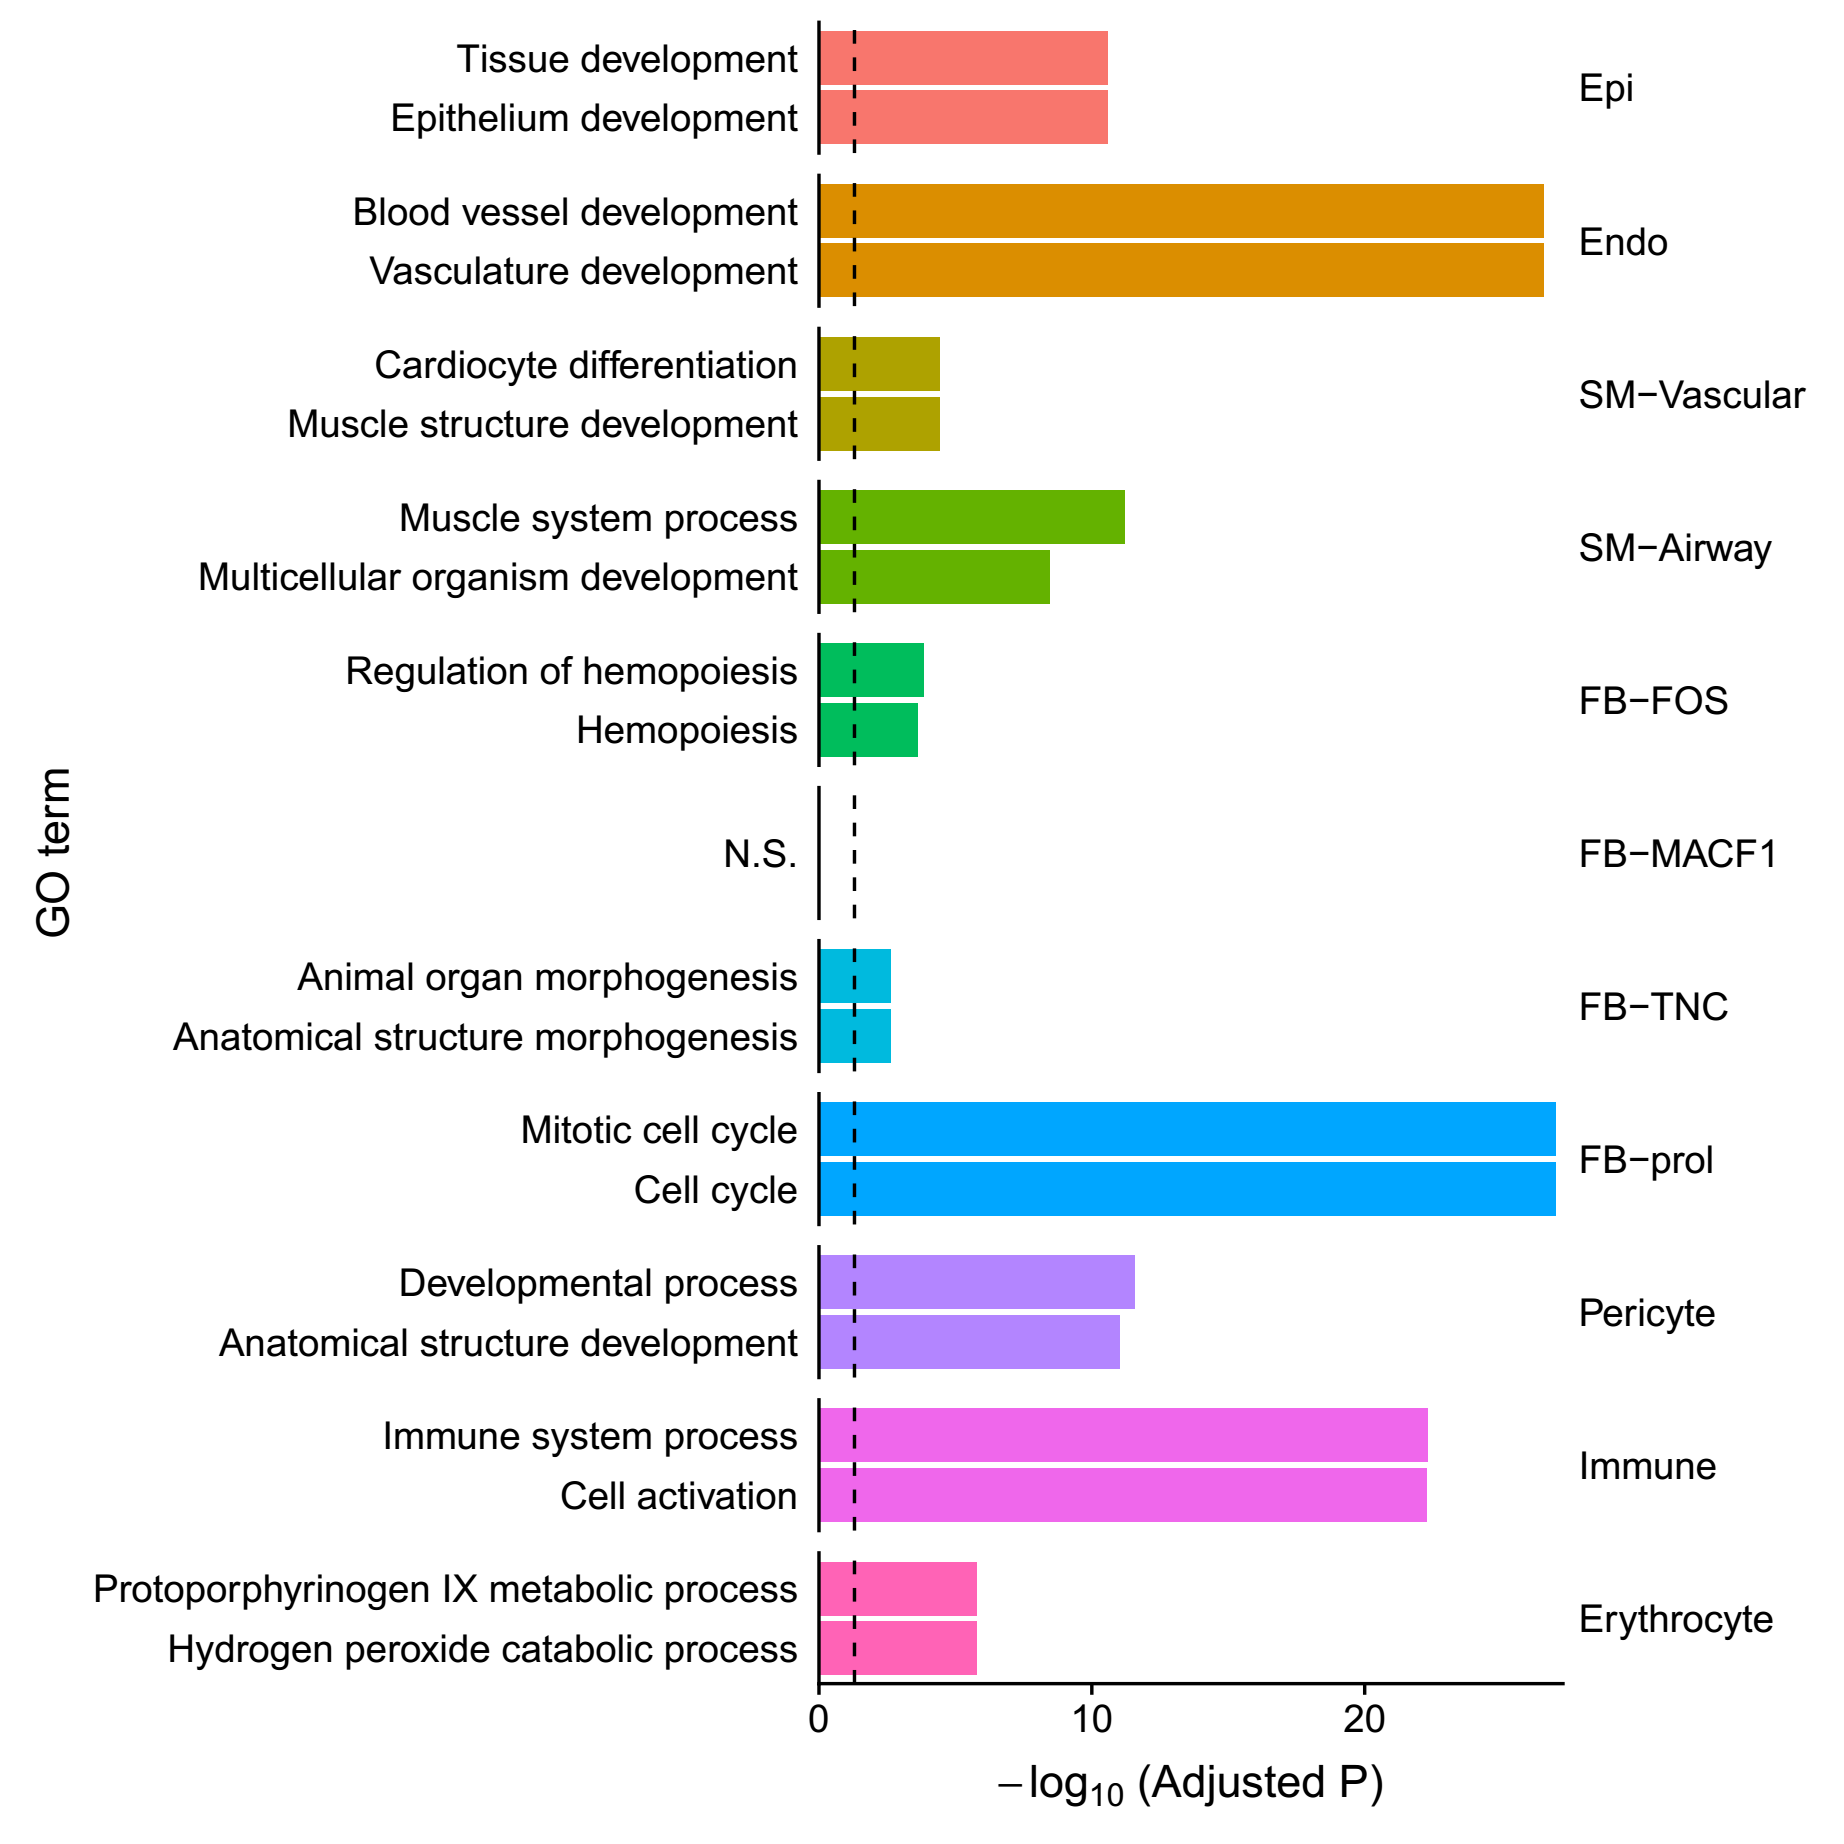 Tissue development
Epithelium development
Epi
Blood vessel development
Vasculature development
Endo
Cardiocyte differentiation
Muscle structure development
SM−Vascular
Muscle system process
Multicellular organism development
SM−Airway
Regulation of hemopoiesis
Hemopoiesis
FB−FOS
GO term
N.S.
FB−MACF1
Animal organ morphogenesis
Anatomical structure morphogenesis
FB−TNC
Mitotic cell cycle
Cell cycle
FB−prol
Developmental process
Anatomical structure development
Pericyte
Immune system process
Cell activation
Immune
Protoporphyrinogen IX metabolic process
Hydrogen peroxide catabolic process
Erythrocyte
0 10 20
−log₁₀ (Adjusted P)